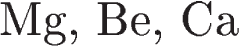 Mg, Be, Ca